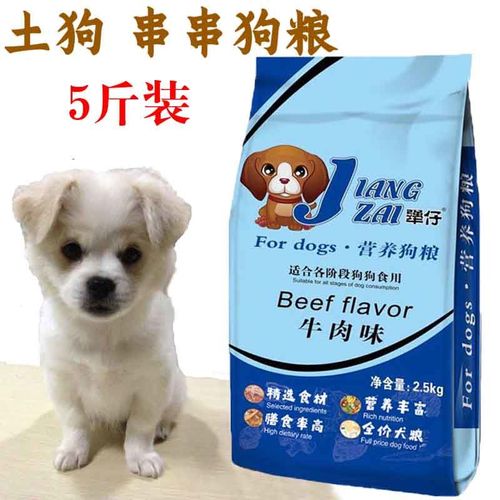 土狗 串串狗粮
5斤装
JIANG
ZAI 犟仔
For dogs·营养狗粮
适合各阶段狗狗食用
Suitable for all stages of dog consumption
Beef flavor
牛肉味
净含量：2.5kg
精选食材
Selected ingredients
营养丰富
Rich nutrition
膳食率高
High dietary rate
全价犬粮
Full price dog food
For dogs·营养狗粮